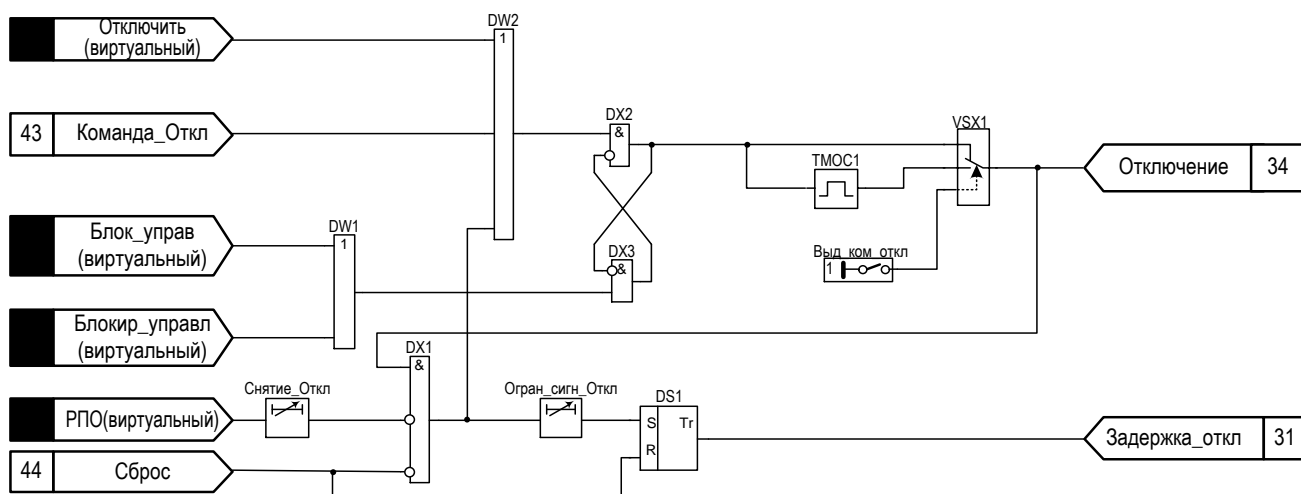 Отключить
(виртуальный)
DW2
1
43 Команда_Откл
DX2
&
VSX1
TMOC1
Отключение 34
Блок_управ
(виртуальный)
DW1
1
DX3
&
Выд_ком_откл
1
Блокир_управл
(виртуальный)
DX1
&
Снятие_Откл
Огран_сигн_Откл
DS1
РПО(виртуальный)
S Tr
R
Задержка_откл 31
44 Сброс